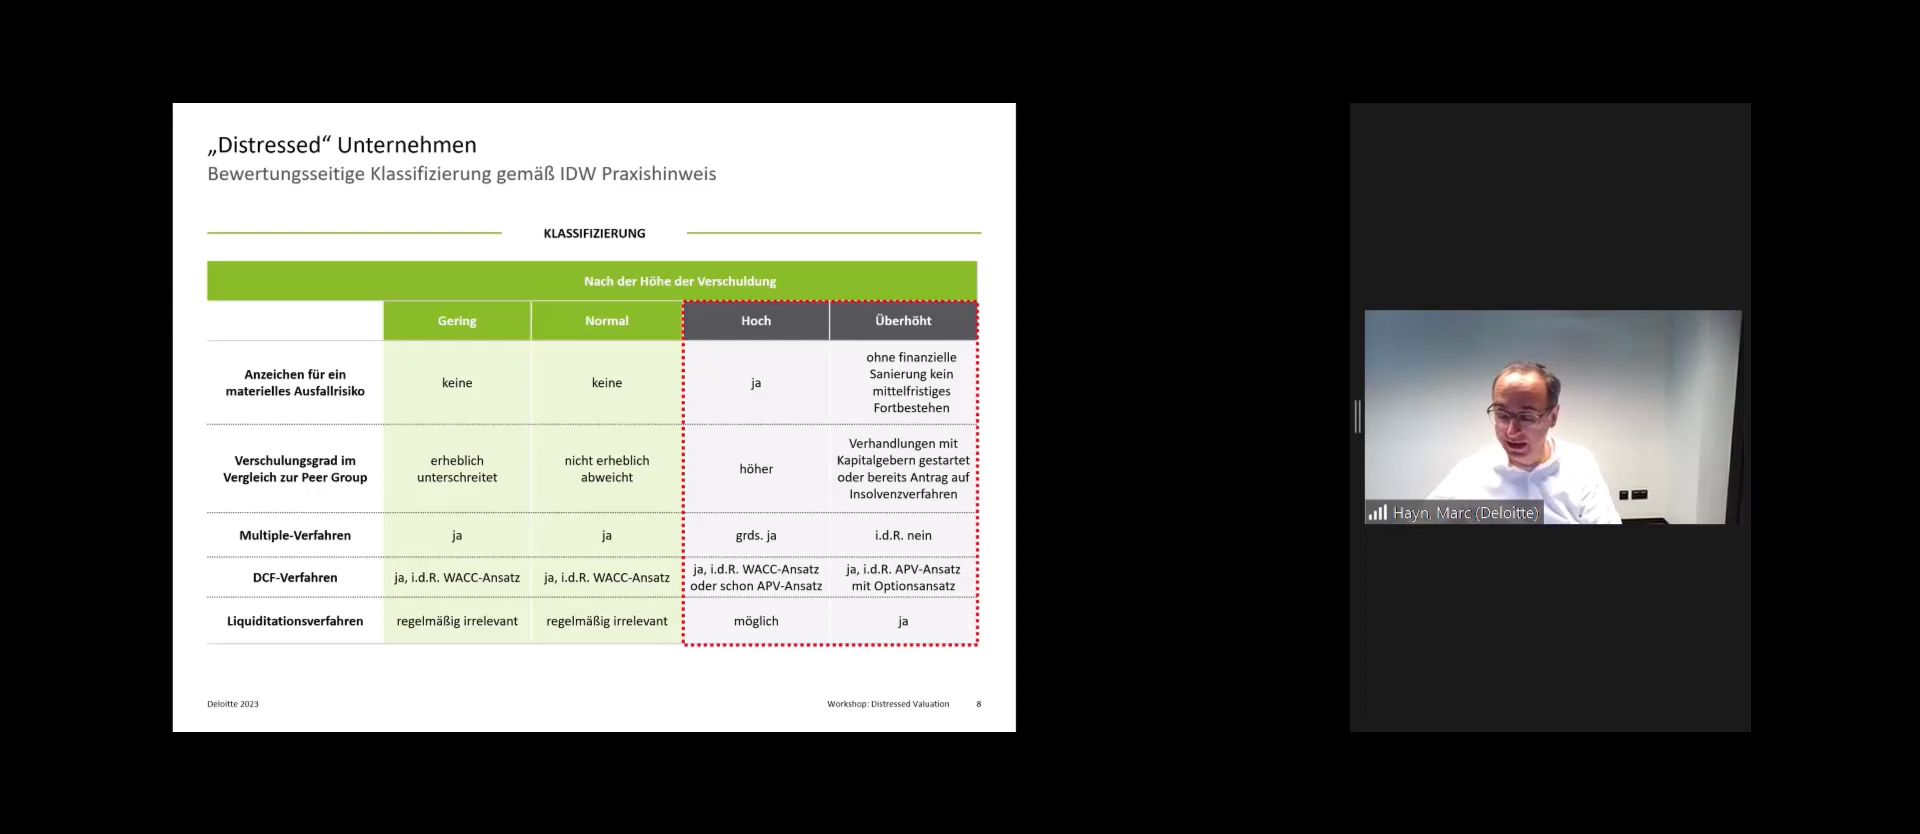 „Distressed“ Unternehmen
Bewertungsseitige Klassifizierung gemäß IDW Praxishinweis
KLASSIFIZIERUNG
Nach der Höhe der Verschuldung
Gering
Normal
Hoch
Überhöht
Anzeichen für ein
materielles Ausfallrisiko
keine
keine
ja
ohne finanzielle
Sanierung kein
mittelfristiges
Fortbestehen
Verschulungsgrad im
Vergleich zur Peer Group
erheblich
unterschreitet
nicht erheblich
abweicht
höher
Verhandlungen mit
Kapitalgebern gestartet
oder bereits Antrag auf
Insolvenzverfahren
Multiple-Verfahren
ja
ja
grds. ja
i.d.R. nein
DCF-Verfahren
ja, i.d.R. WACC-Ansatz
ja, i.d.R. WACC-Ansatz
ja, i.d.R. WACC-Ansatz
oder schon APV-Ansatz
ja, i.d.R. APV-Ansatz
mit Optionsansatz
Liquiditationsverfahren
regelmäßig irrelevant
regelmäßig irrelevant
möglich
ja
Deloitte 2023
Workshop: Distressed Valuation
8
Hayn, Marc (Deloitte)